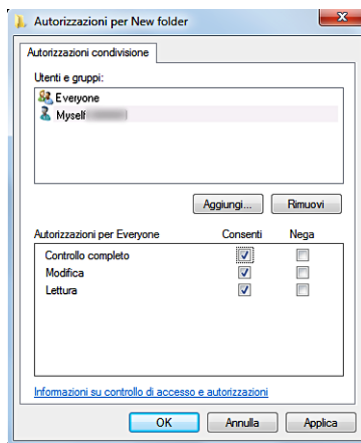 Autorizzazioni per New folder
Autorizzazioni condivisione
Utenti e gruppi:
Everyone
Myself
Aggiungi...
Rimuovi
Autorizzazioni per Everyone Consenti Nega
Controllo completo
Modifica
Lettura
Informazioni su controllo di accesso e autorizzazioni
OK
Annulla
Applica